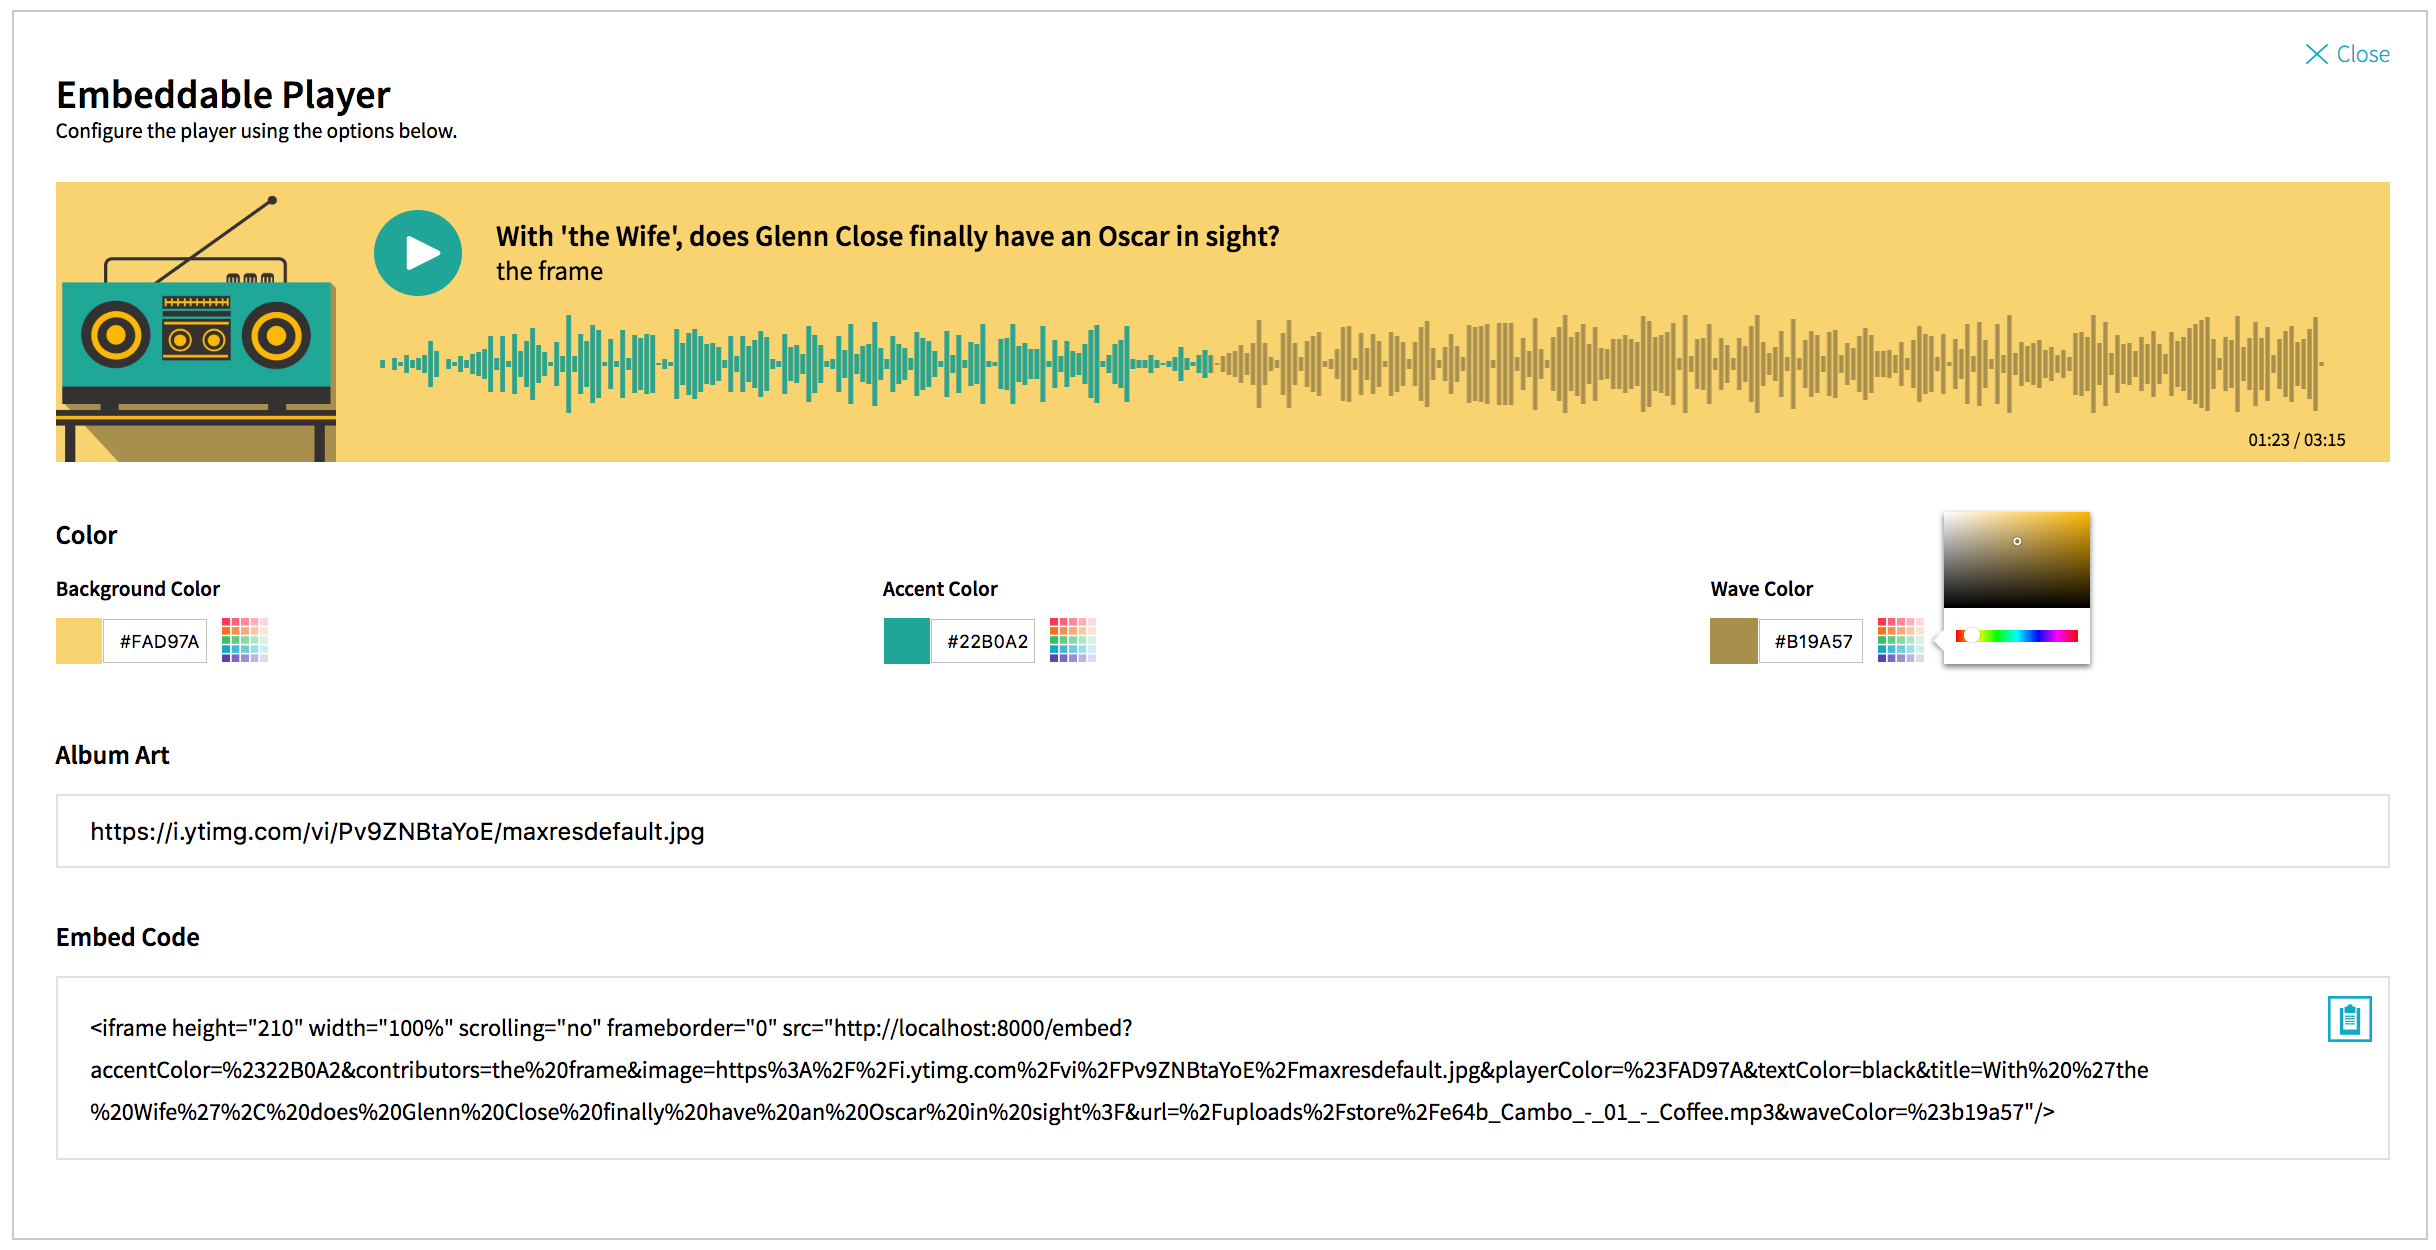 Close
Embeddable Player
Configure the player using the options below.
With 'the Wife', does Glenn Close finally have an Oscar in sight?
the frame
01:23 / 03:15
Color
Background Color
#FAD97A
Accent Color
#22B0A2
Wave Color
#B19A57
Album Art
https://i.ytimg.com/vi/Pv9ZNBtaYoE/maxresdefault.jpg
Embed Code
<iframe height="210" width="100%" scrolling="no" frameborder="0" src="http://localhost:8000/embed?
accentColor=%2322B0A2&contributors=the%20frame&image=https%3A%2F%2Fi.ytimg.com%2Fvi%2FPv9ZNBtaYoE%2Fmaxresdefault.jpg&playerColor=%23FAD97A&textColor=black&title=With%20%27the
%20Wife%27%2C%20does%20Glenn%20Close%20finally%20have%20an%20Oscar%20in%20sight%3F&url=%2Fuploads%2Fstore%2Fe64b_Cambo_-_01_-_Coffee.mp3&waveColor=%23b19a57"/>